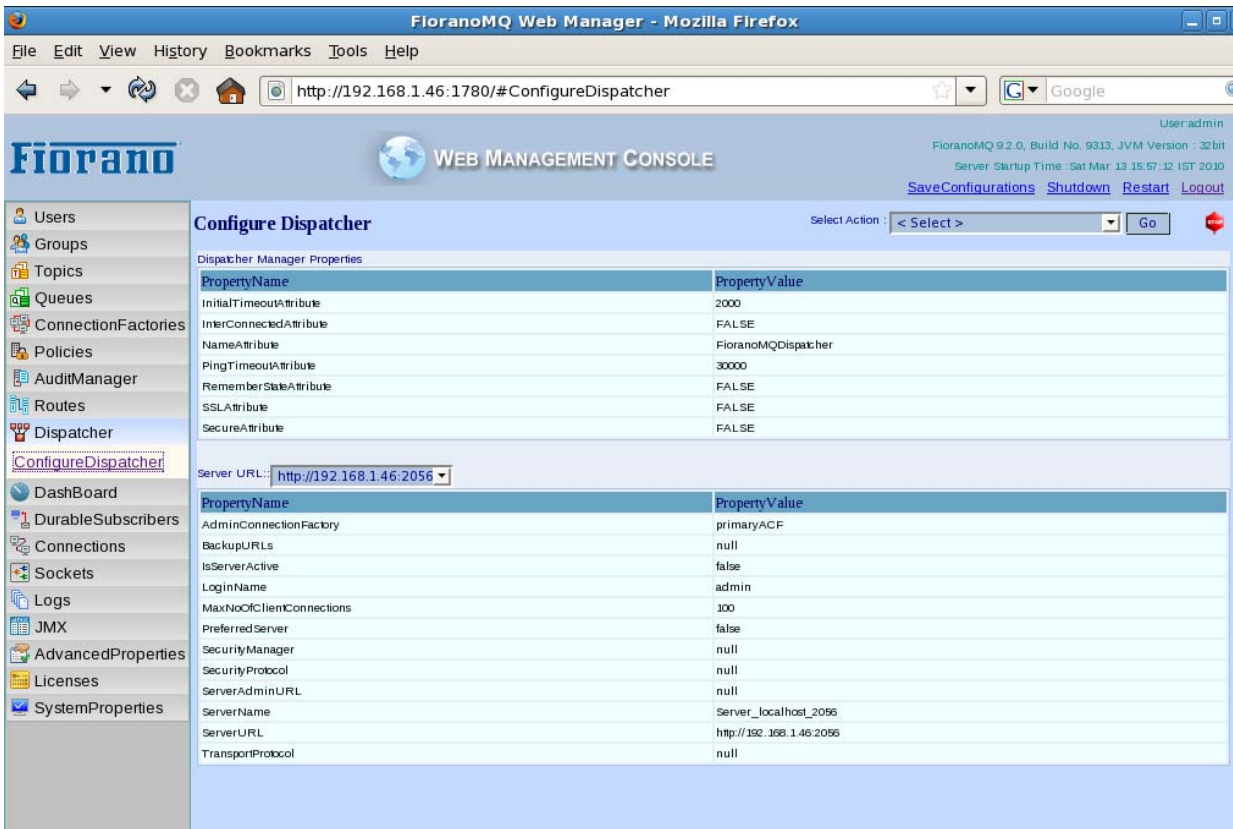 FioranoMQ Web Manager - Mozilla Firefox
File Edit View History Bookmarks Tools Help
http://192.168.1.46:1780/#ConfigureDispatcher
G Google
User:admin
Fiorano
WEB MANAGEMENT CONSOLE
FioranoMQ 9.2.0, Build No. 9313, JVM Version : 32bit
Server Startup Time :Sat Mar 13 15:57:12 IST 2010
SaveConfigurations Shutdown Restart Logout
Users
Groups
Topics
Queues
ConnectionFactories
Policies
AuditManager
Routes
Dispatcher
ConfigureDispatcher
DashBoard
DurableSubscribers
Connections
Sockets
Logs
JMX
AdvancedProperties
Licenses
SystemProperties
Configure Dispatcher
Select Action : < Select > Go
STOP
Dispatcher Manager Properties
PropertyName PropertyValue
InitialTimeoutAttribute 2000
InterConnectedAttribute FALSE
NameAttribute FioranoMQDispatcher
PingTimeoutAttribute 30000
RememberStateAttribute FALSE
SSLAttribute FALSE
SecureAttribute FALSE
Server URL:: http://192.168.1.46:2056
PropertyName PropertyValue
AdminConnectionFactory primaryACF
BackupURLs null
IsServerActive false
LoginName admin
MaxNoOfClientConnections 100
PreferredServer false
SecurityManager null
SecurityProtocol null
ServerAdminURL null
ServerName Server_localhost_2056
ServerURL http://192.168.1.46:2056
TransportProtocol null